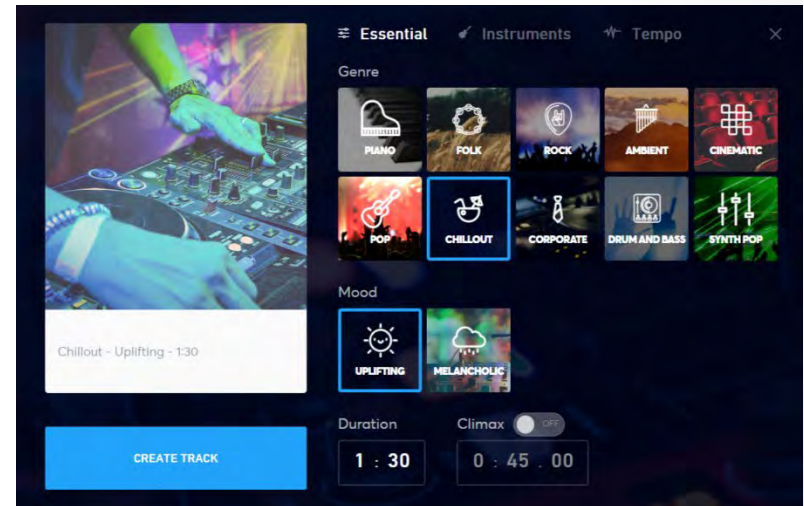 Essential Instruments Tempo
Genre
PIANO FOLK ROCK AMBIENT CINEMATIC
POP CHILLOUT CORPORATE DRUM AND BASS SYNTH POP
Mood
UPLIFTING MELANCHOLIC
Duration Climax OFF
1 : 30 0 : 45 . 00
Chillout - Uplifting - 1:30
CREATE TRACK